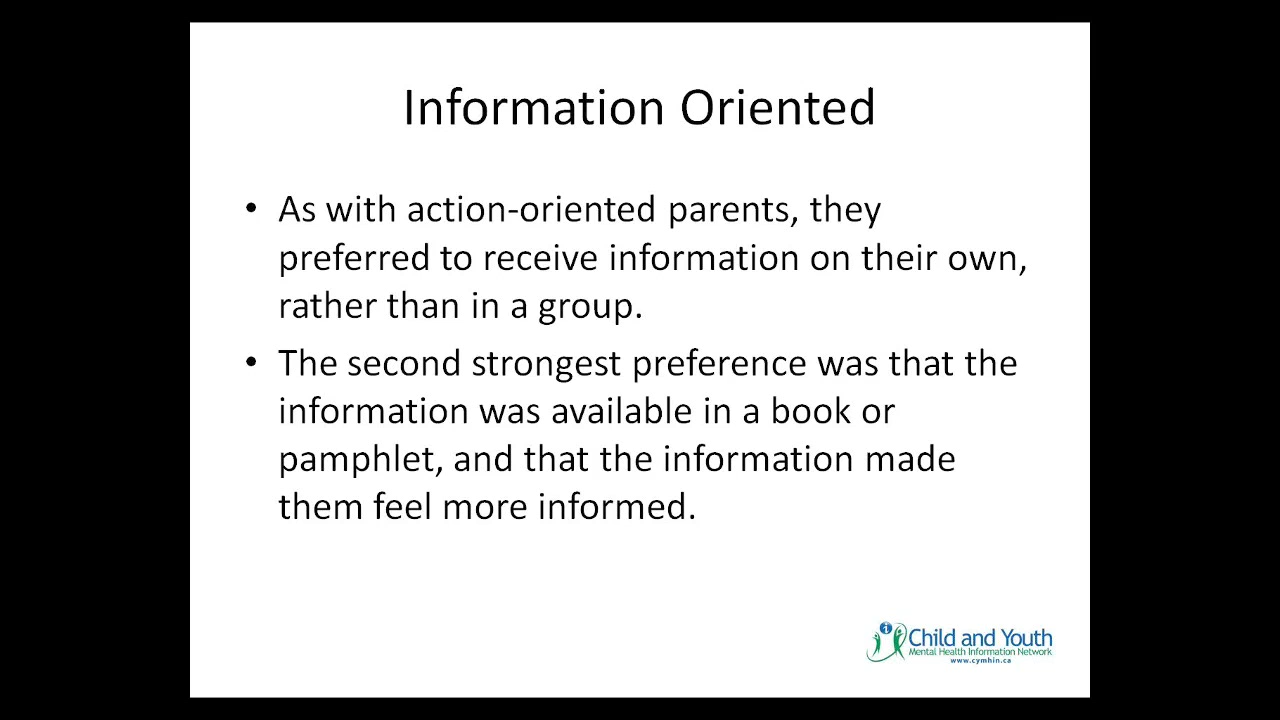 Information Oriented
• As with action-oriented parents, they
preferred to receive information on their own,
rather than in a group.
• The second strongest preference was that the
information was available in a book or
pamphlet, and that the information made
them feel more informed.
i
Child and Youth
Mental Health Information Network
www.cymhin.ca